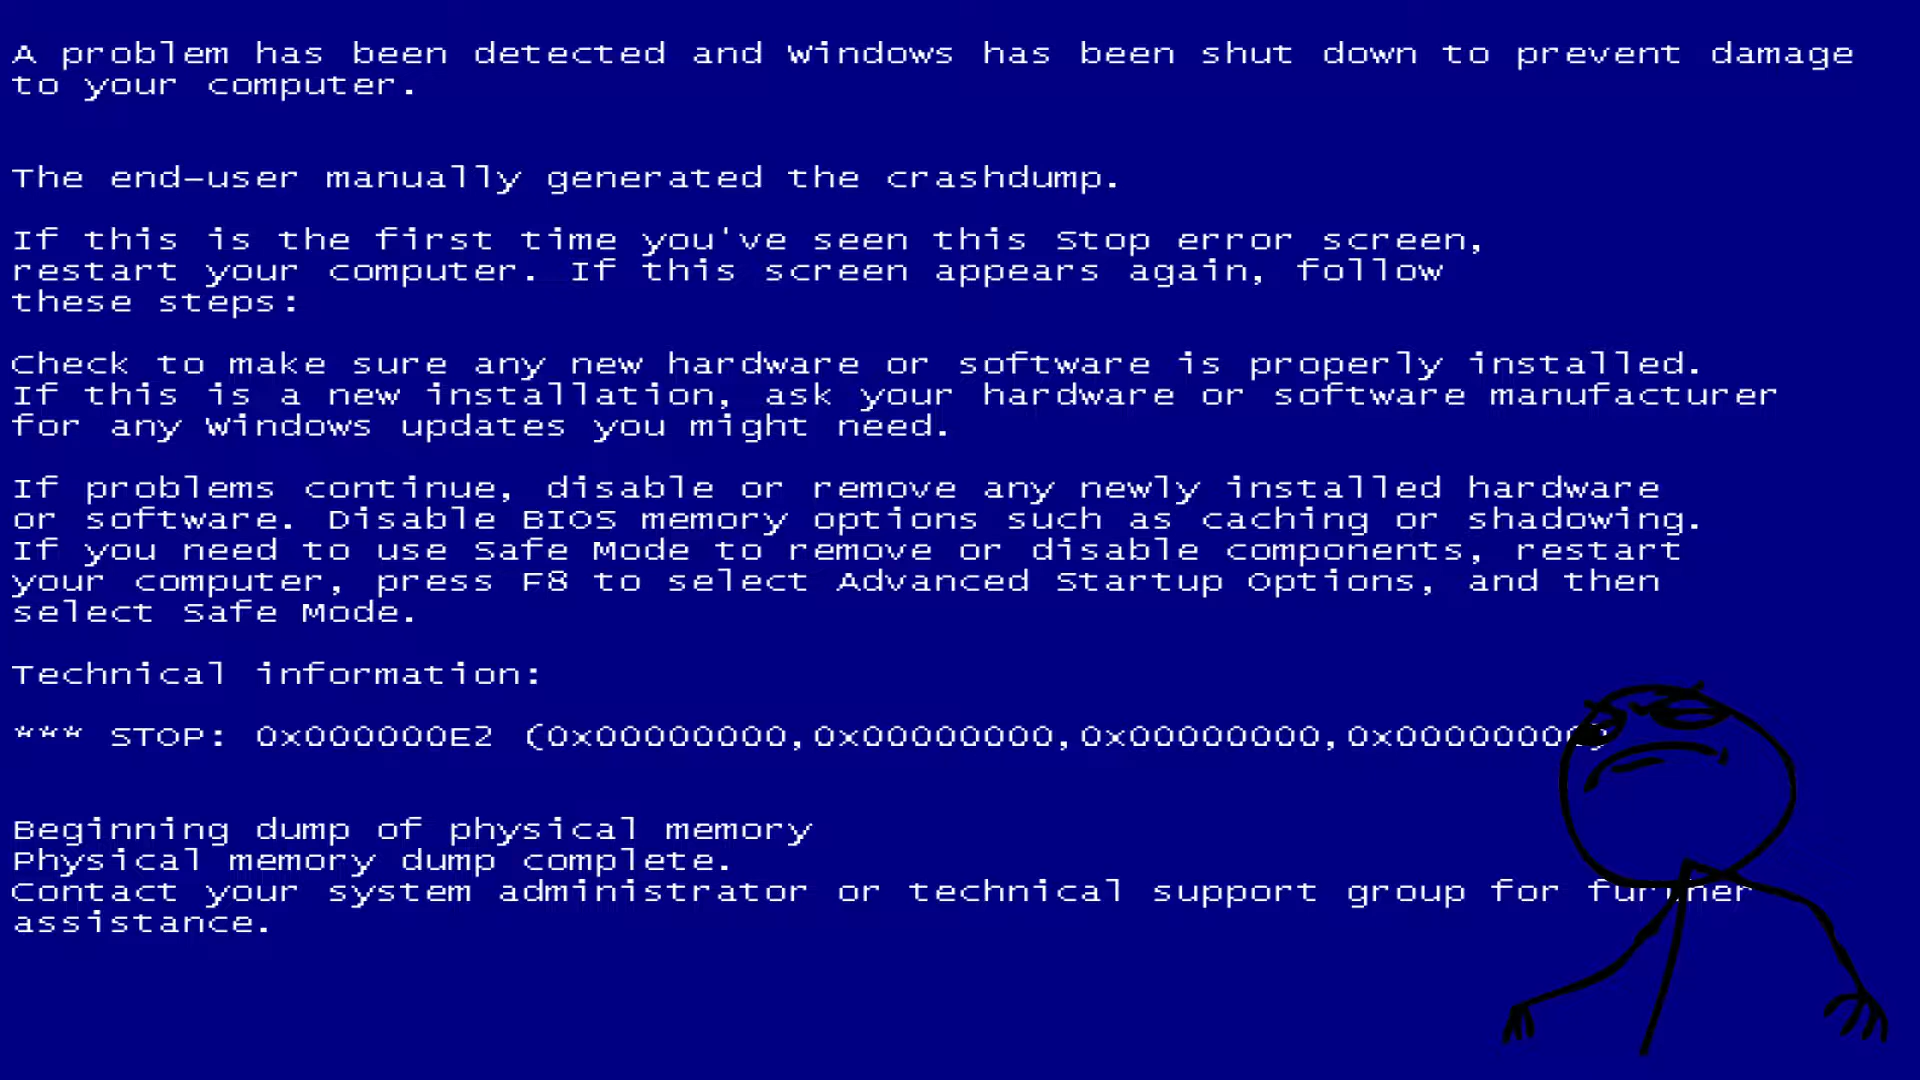 A problem has been detected and Windows has been shut down to prevent damage
to your computer.
The end-user manually generated the crashdump.
If this is the first time you've seen this Stop error screen,
restart your computer. If this screen appears again, follow
these steps:
Check to make sure any new hardware or software is properly installed.
If this is a new installation, ask your hardware or software manufacturer
for any Windows updates you might need.
If problems continue, disable or remove any newly installed hardware
or software. Disable BIOS memory options such as caching or shadowing.
If you need to use Safe Mode to remove or disable components, restart
your computer, press F8 to select Advanced Startup Options, and then
select Safe Mode.
Technical information:
*** STOP: 0x000000E2 (0x00000000,0x00000000,0x00000000,0x00000000)
Beginning dump of physical memory
Physical memory dump complete.
Contact your system administrator or technical support group for further
assistance.